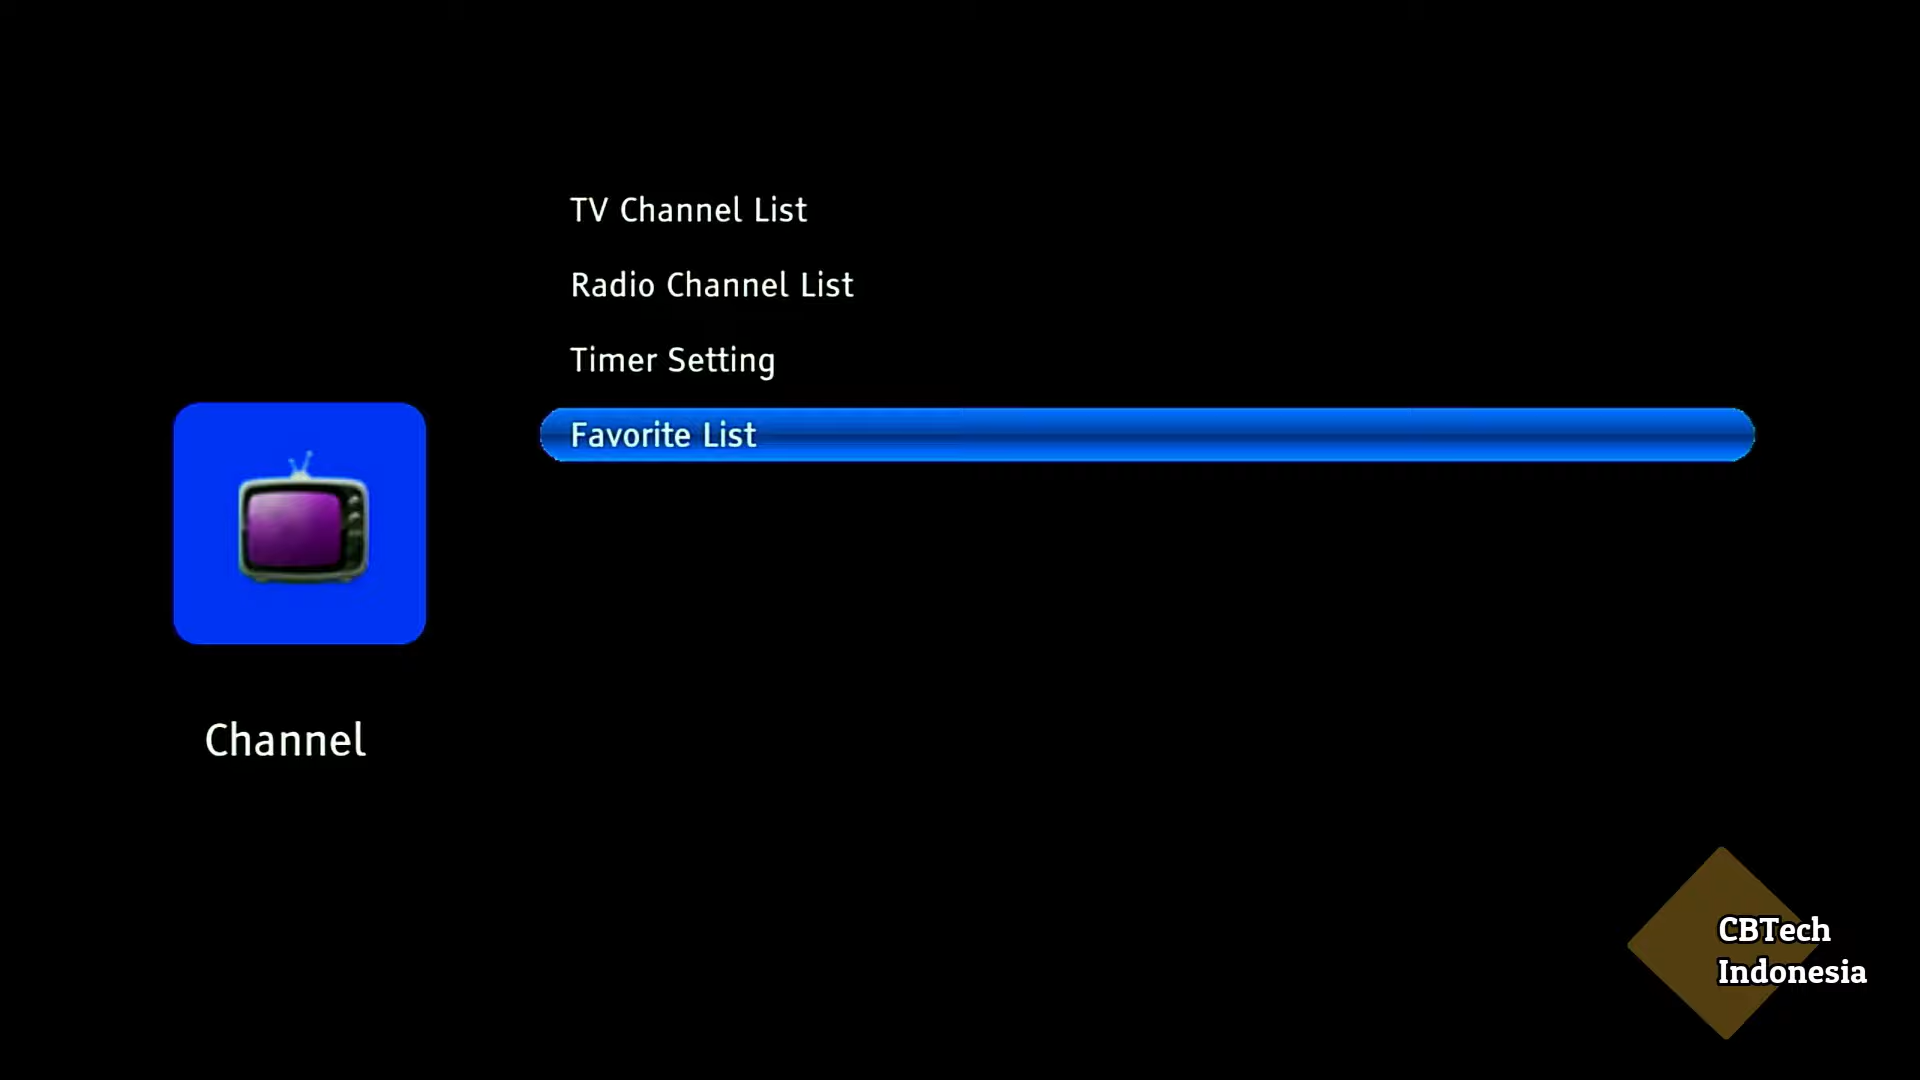 TV Channel List
Radio Channel List
Timer Setting
Favorite List
Channel
CBTech
Indonesia